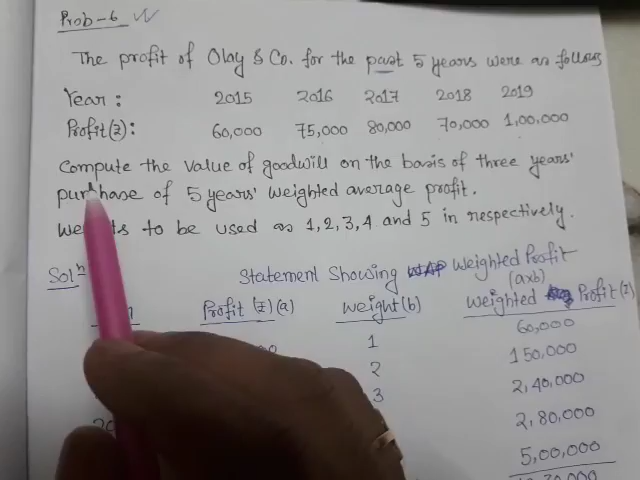 Prob-6
The profit of Olay & Co. for the past 5 years were as follows
Year: 2015 2016 2017 2018 2019
Profit(₹): 60,000 75,000 80,000 70,000 1,00,000
Compute the value of goodwill on the basis of three years'
purchase of 5 years' weighted average profit.
to be used as 1,2,3,4 and 5 in respectively.
Solⁿ Statement Showing Weighted Profit
(axb)
Profit (₹)(a) weight(b) weighted Profit(₹)
1 60,000
2 150,000
3 2,40,000
2,80,000
5,00,000